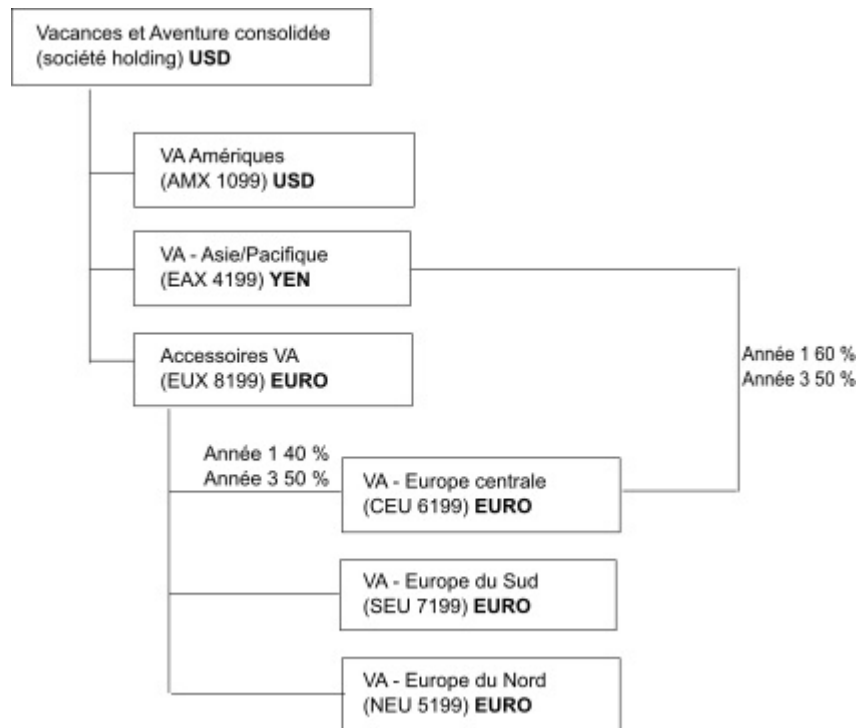 Vacances et Aventure consolidée
(société holding) USD
VA Amériques
(AMX 1099) USD
VA - Asie/Pacifique
(EAX 4199) YEN
Accessoires VA
(EUX 8199) EURO
Année 1 60 %
Année 3 50 %
Année 1 40 %
Année 3 50 %
VA - Europe centrale
(CEU 6199) EURO
VA - Europe du Sud
(SEU 7199) EURO
VA - Europe du Nord
(NEU 5199) EURO